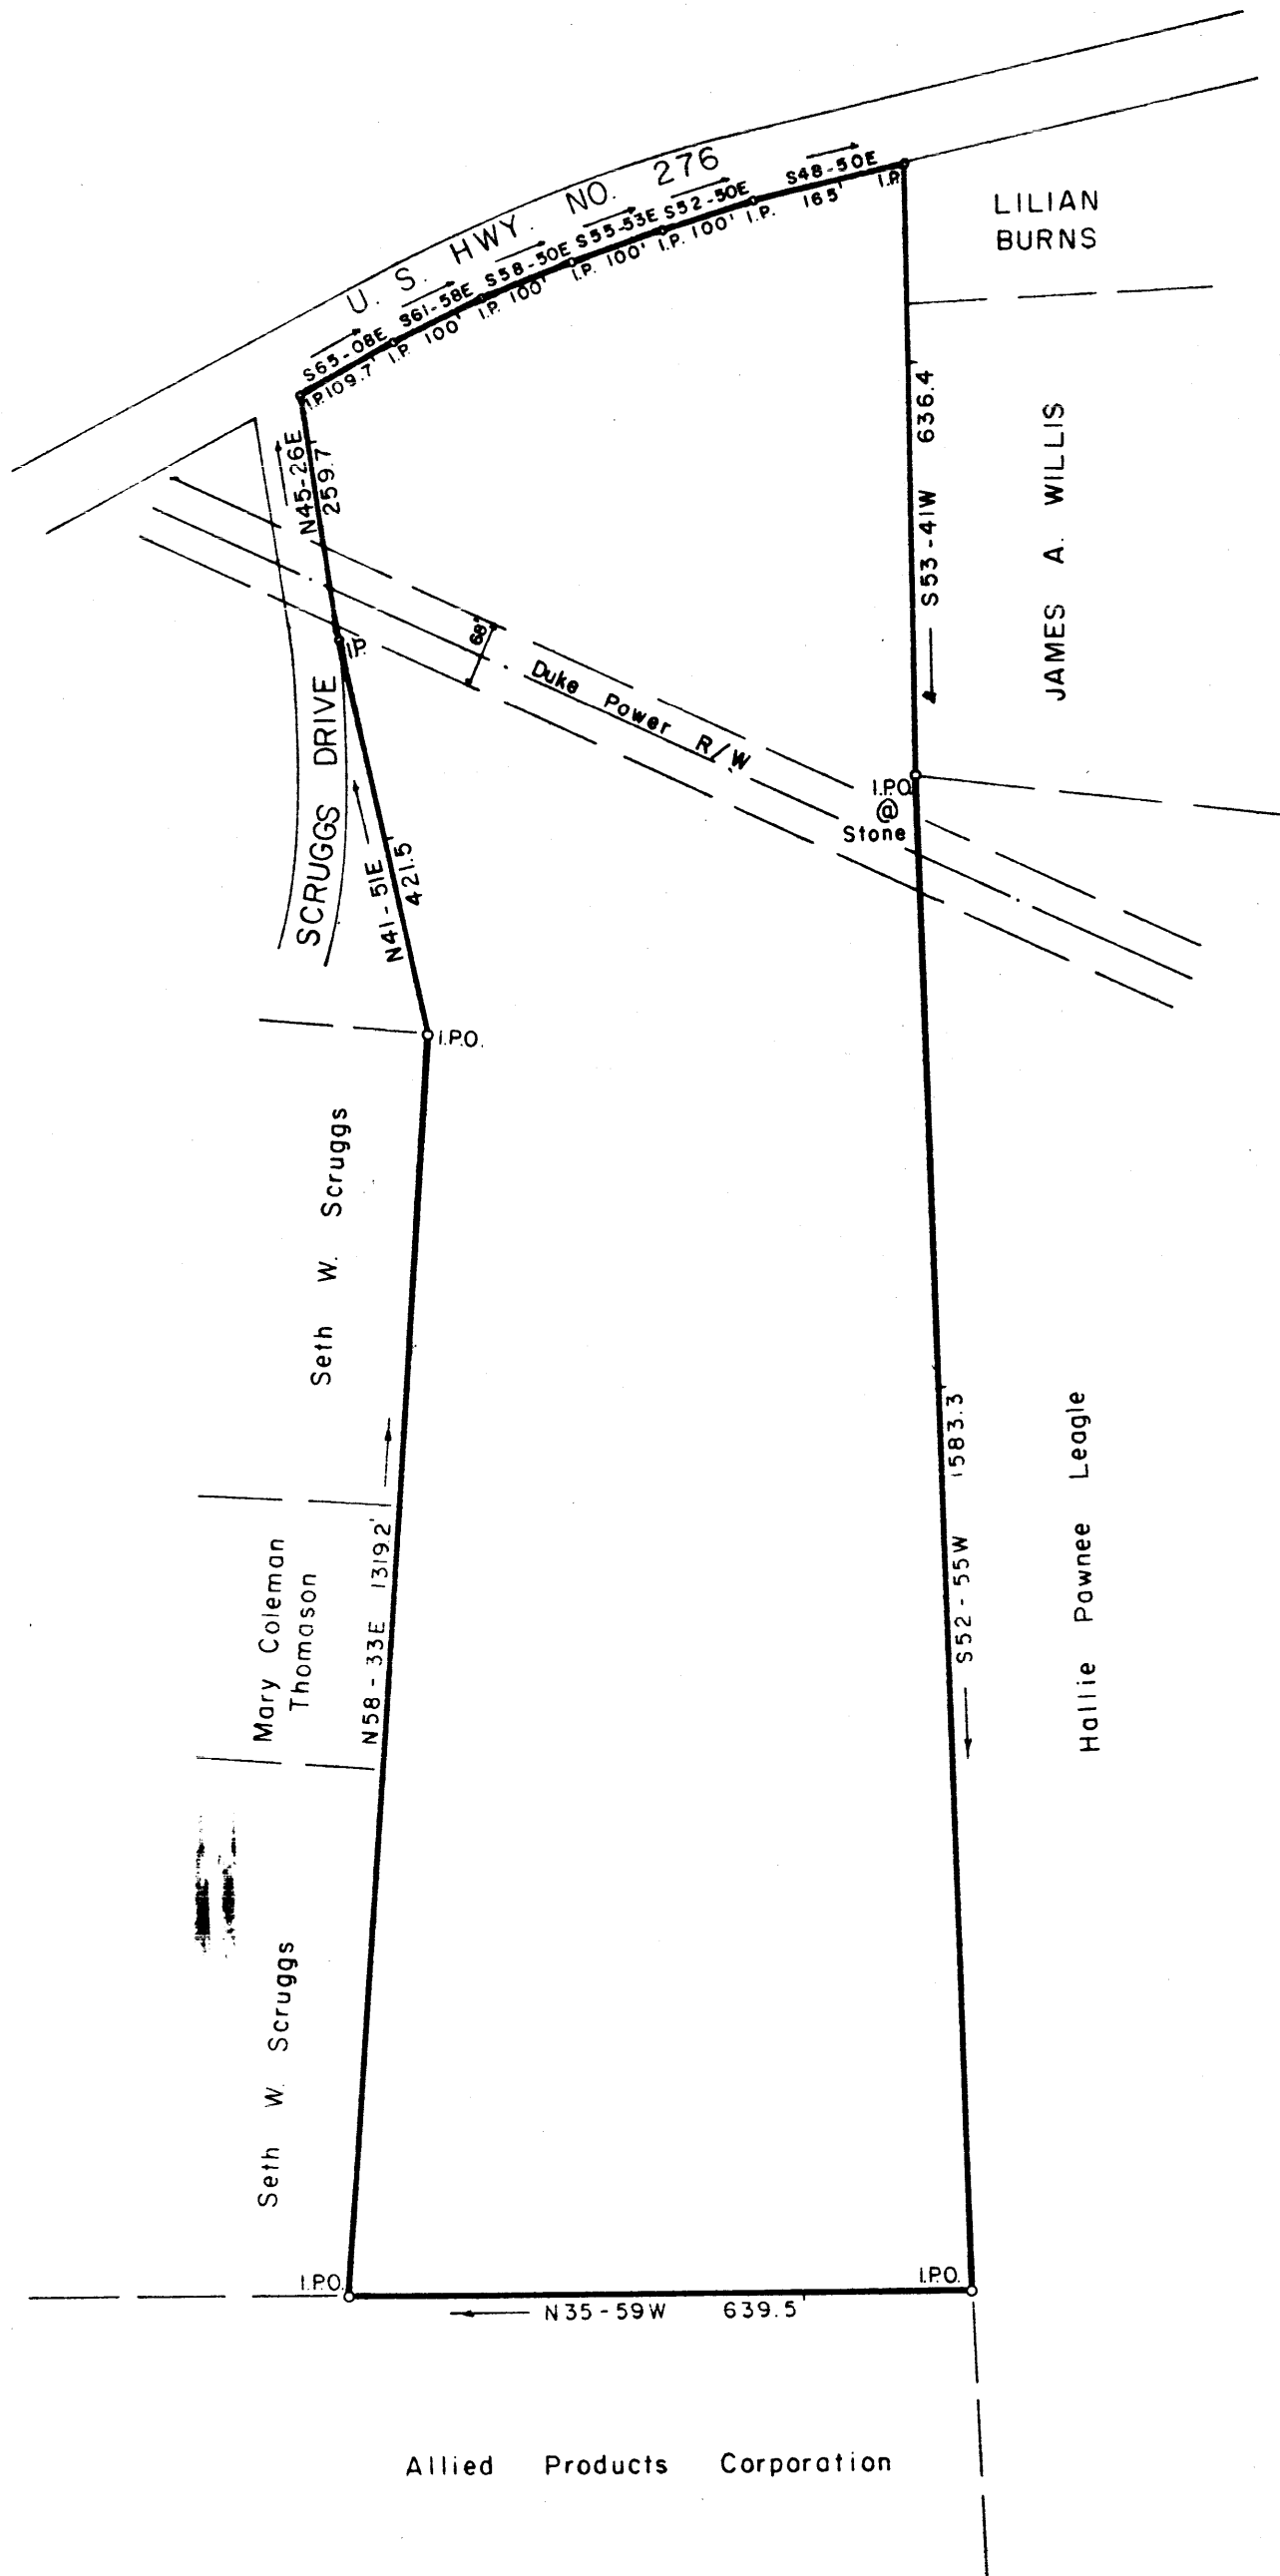 U. S. HWY. NO. 276
S65-08E
I.P. 109.7'
S61-58E
I.P. 100'
S58-50E
I.P. 100'
S55-53E
I.P. 100'
S52-50E
I.P. 100'
S48-50E
I.P. 165'
I.P.
LILIAN
BURNS
N45-26E
259.7'
I.P.
68'
Duke Power R/W
S53-41W 636.4'
JAMES A. WILLIS
I.P.O.
@
Stone
SCRUGGS DRIVE
N41-51E
421.5'
I.P.O.
Seth W. Scruggs
N58-33E 1319.2'
Mary Coleman
Thomason
S52-55W 1583.3'
Hallie Pawnee Leagle
Seth W. Scruggs
I.P.O.
I.P.O.
N35-59W 639.5'
Allied Products Corporation